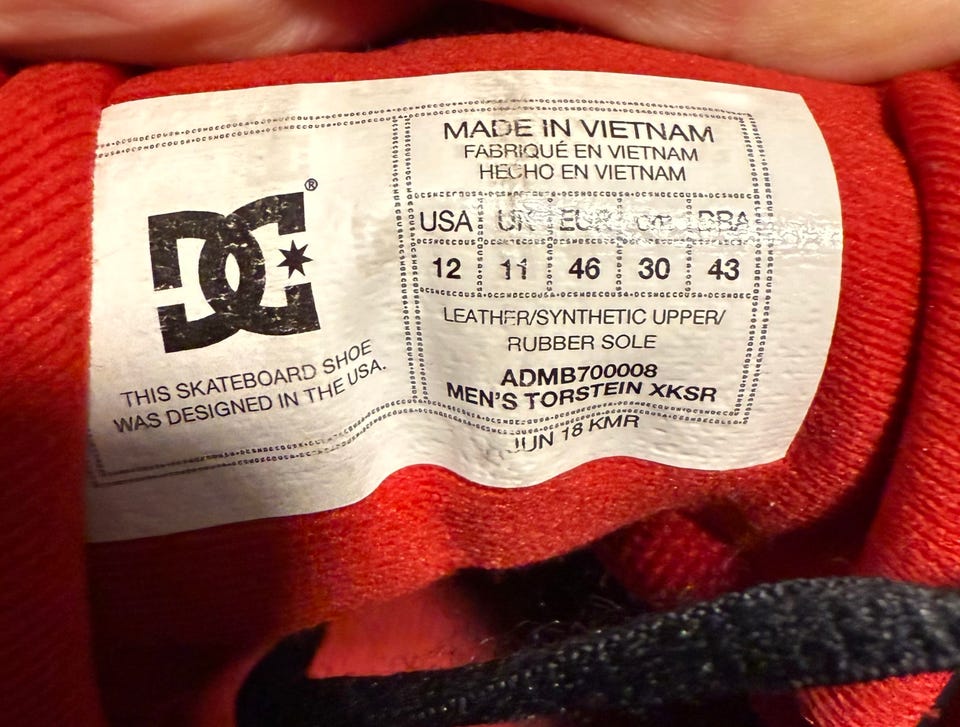 DC®
THIS SKATEBOARD SHOE
WAS DESIGNED IN THE USA.
MADE IN VIETNAM
FABRIQUÉ EN VIETNAM
HECHO EN VIETNAM
USA UK EUR cm BBA
12 11 46 30 43
LEATHER/SYNTHETIC UPPER/
RUBBER SOLE
ADMB700008
MEN'S TORSTEIN XKSR
JUN 18 KMR